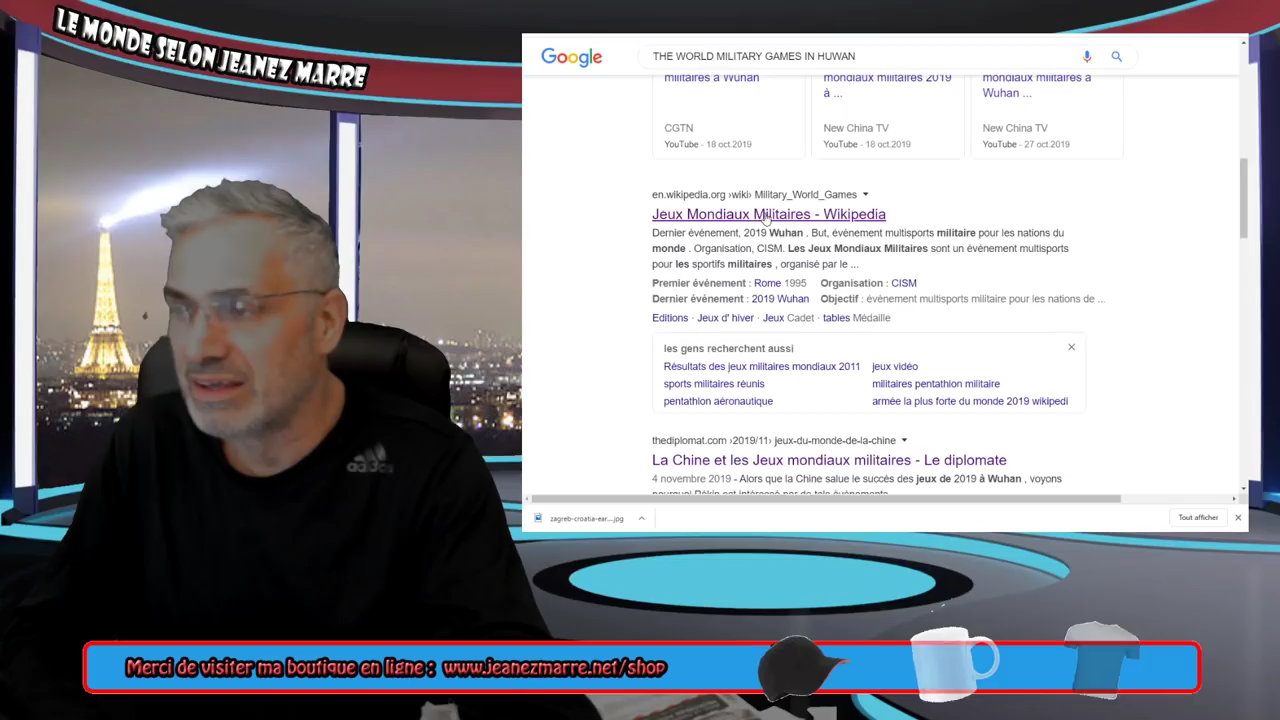 LE MONDE SELON JEANEZ MARRE
Google
THE WORLD MILITARY GAMES IN HUWAN
militaires à Wuhan
mondiaux militaires 2019
à ...
mondiaux militaires à
Wuhan ...
CGTN
YouTube - 18 oct.2019
New China TV
YouTube - 18 oct.2019
New China TV
YouTube - 27 oct.2019
en.wikipedia.org ›wiki› Military_World_Games
Jeux Mondiaux Militaires - Wikipedia
Dernier événement, 2019 Wuhan . But, événement multisports militaire pour les nations du
monde . Organisation, CISM. Les Jeux Mondiaux Militaires sont un événement multisports
pour les sportifs militaires , organisé par le ...
Premier événement : Rome 1995 Organisation : CISM
Dernier événement : 2019 Wuhan Objectif : événement multisports militaire pour les nations de ...
Editions · Jeux d' hiver · Jeux Cadet · tables Médaille
les gens recherchent aussi
Résultats des jeux militaires mondiaux 2011 jeux vidéo
sports militaires réunis militaires pentathlon militaire
pentathlon aéronautique armée la plus forte du monde 2019 wikipedi
thediplomat.com ›2019/11› jeux-du-monde-de-la-chine
La Chine et les Jeux mondiaux militaires - Le diplomate
4 novembre 2019 - Alors que la Chine salue le succès des jeux de 2019 à Wuhan , voyons
pourquoi Pékin est intéressé par de tels événements
zagreb-croatia-ear....jpg
Tout afficher
adidas
Merci de visiter ma boutique en ligne : www.jeanezmarre.net/shop